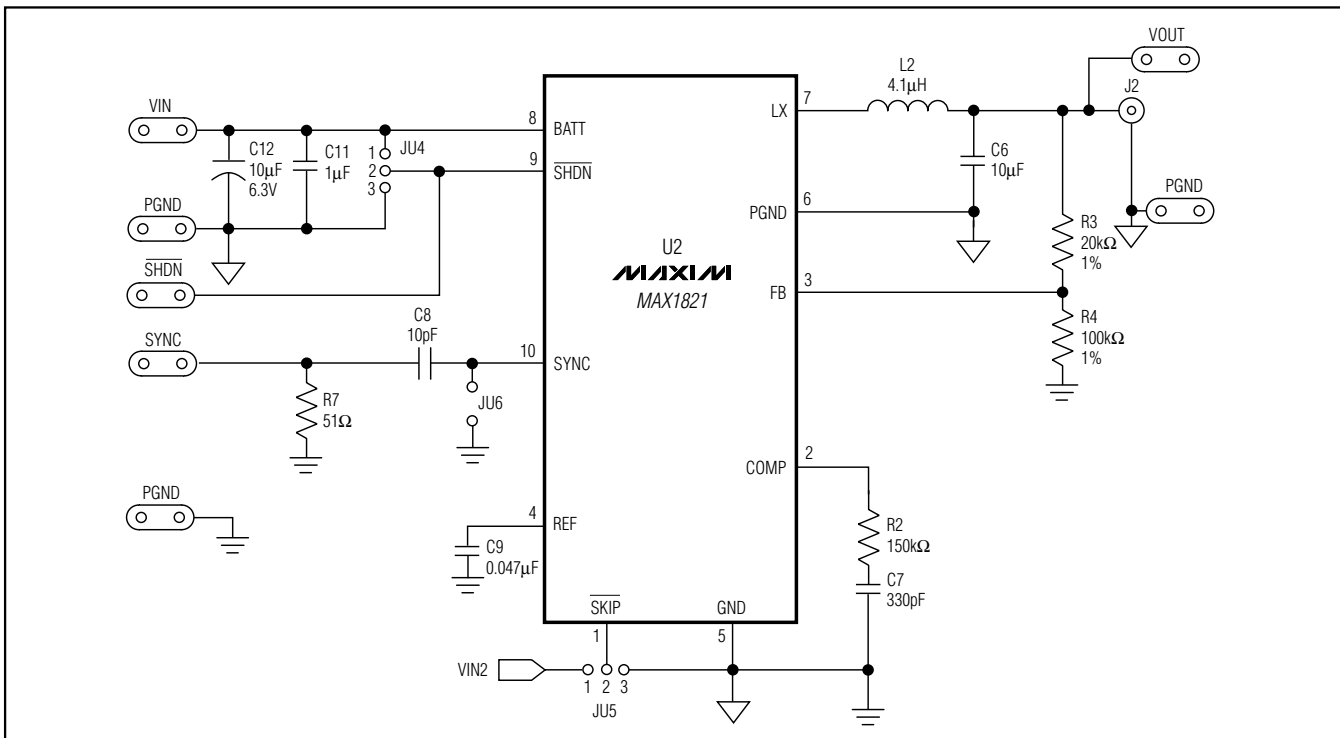 VIN
C12
10µF
6.3V
C11
1µF
1
2
3
JU4
8
BATT
9
SHDN
PGND
SHDN
SYNC
R7
51Ω
C8
10pF
JU6
10
SYNC
PGND
4
REF
C9
0.047µF
U2
MAXIM
MAX1821
SKIP
1
GND
5
VIN2
1 2 3
JU5
LX
7
L2
4.1µH
VOUT
J2
C6
10µF
PGND
6
PGND
R3
20kΩ
1%
FB
3
R4
100kΩ
1%
COMP
2
R2
150kΩ
C7
330pF